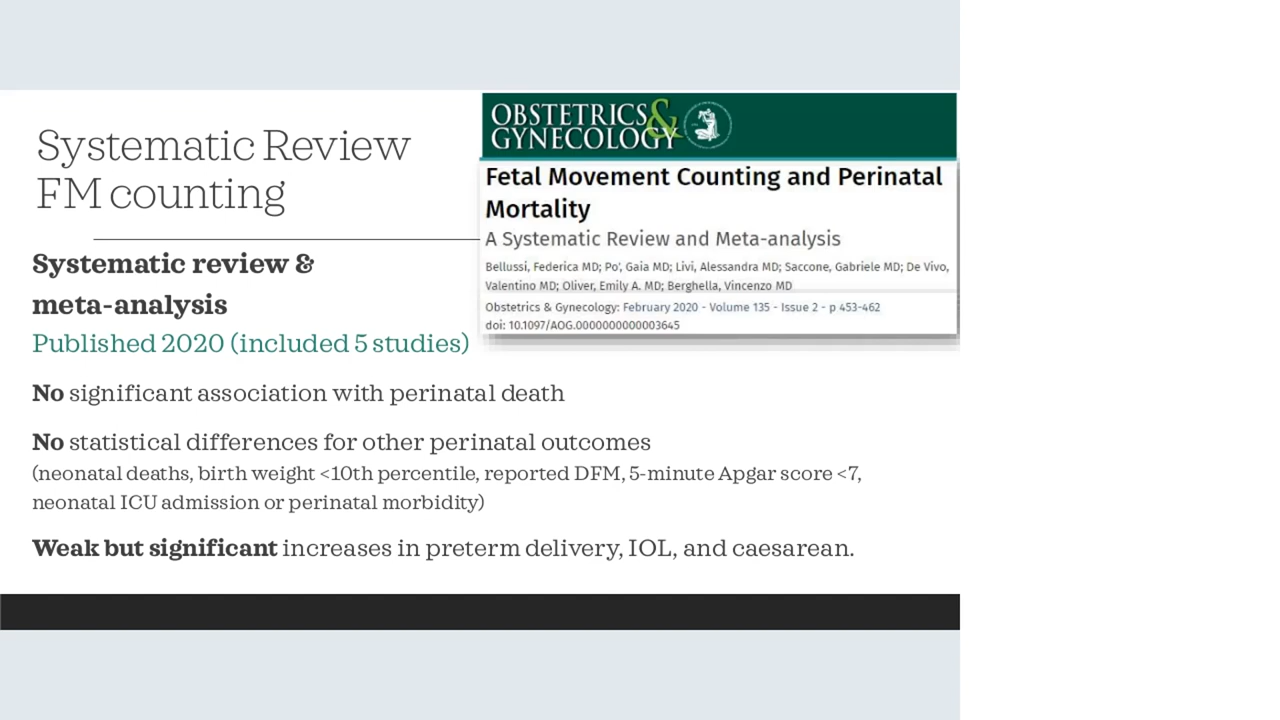 Systematic Review
FM counting
OBSTETRICS &
GYNECOLOGY
Fetal Movement Counting and Perinatal
Mortality
A Systematic Review and Meta-analysis
Bellussi, Federica MD; Po', Gaia MD; Livi, Alessandra MD; Saccone, Gabriele MD; De Vivo,
Valentino MD; Oliver, Emily A. MD; Berghella, Vincenzo MD
Obstetrics & Gynecology: February 2020 - Volume 135 - Issue 2 - p 453-462
doi: 10.1097/AOG.0000000000003645
Systematic review &
meta-analysis
Published 2020 (included 5 studies)
No significant association with perinatal death
No statistical differences for other perinatal outcomes
(neonatal deaths, birth weight <10th percentile, reported DFM, 5-minute Apgar score <7,
neonatal ICU admission or perinatal morbidity)
Weak but significant increases in preterm delivery, IOL, and caesarean.